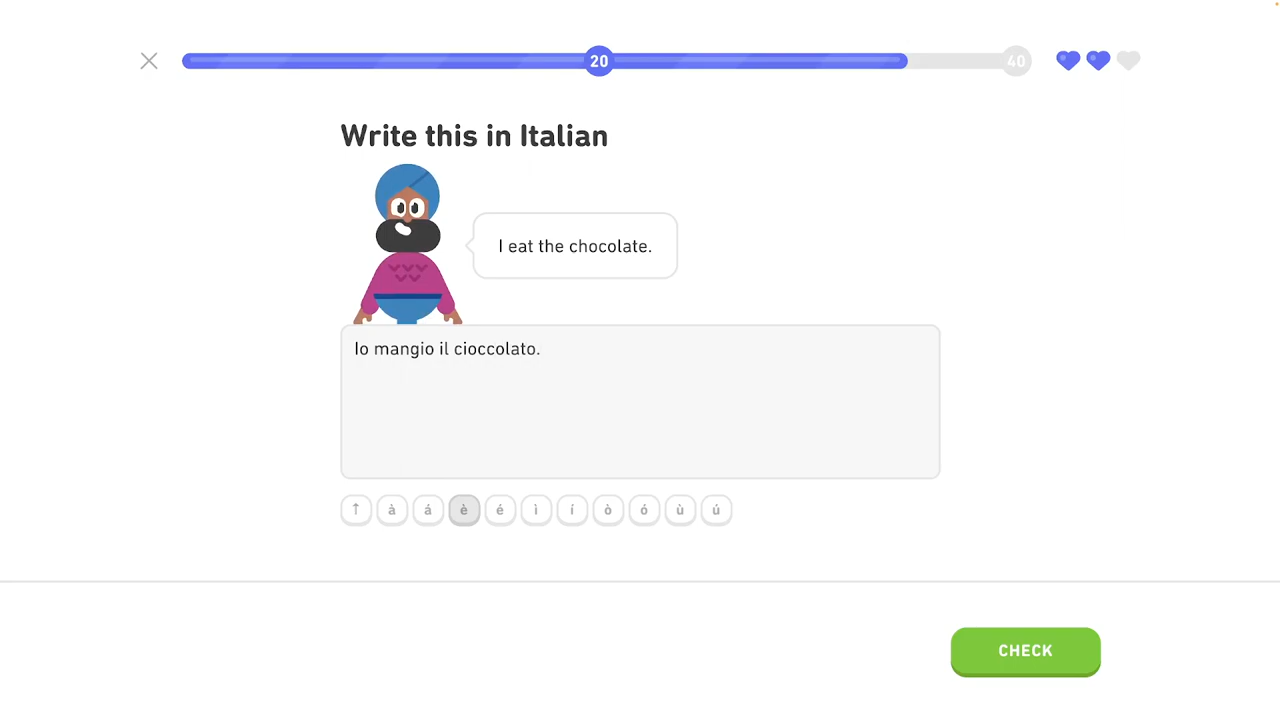 20
40
Write this in Italian
I eat the chocolate.
Io mangio il cioccolato.
↑ à á è é ì í ò ó ù ú
CHECK